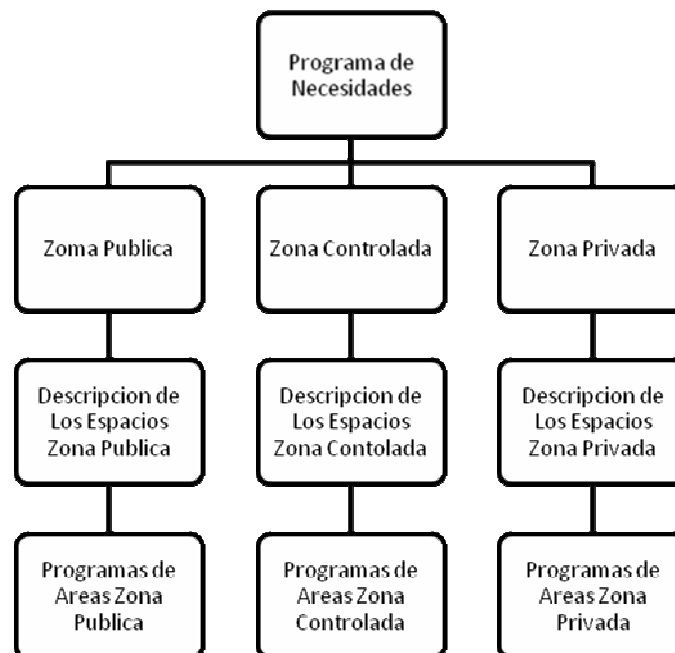 Programa de
Necesidades
Zoma Publica
Zona Controlada
Zona Privada
Descripcion de
Los Espacios
Zona Publica
Descripcion de
Los Espacios
Zona Contolada
Descripcion de
Los Espacios
Zona Privada
Programas de
Areas Zona
Publica
Programas de
Areas Zona
Controlada
Programas de
Areas Zona
Privada